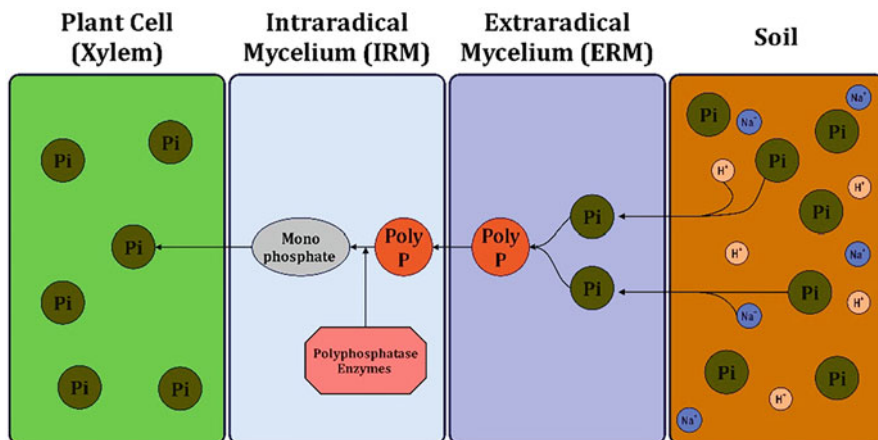 Plant Cell
(Xylem)
Intraradical
Mycelium (IRM)
Extraradical
Mycelium (ERM)
Soil
Pi
Pi
Pi
Pi
Pi
Pi
Mono
phosphate
Poly
P
Polyphosphatase
Enzymes
Poly
P
Pi
Pi
Na⁺
Pi
Na⁺
Pi
Pi
H⁺
H⁺
Pi
H⁺
Na⁺
Pi
H⁺
Na⁺
Pi
Pi
H⁺
Na⁺